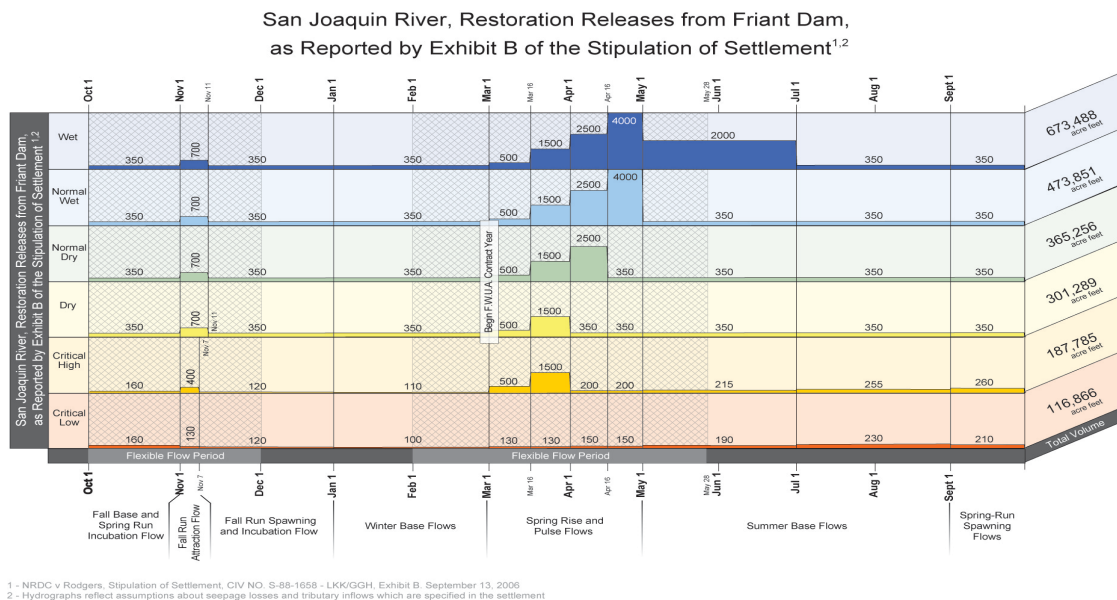 San Joaquin River, Restoration Releases from Friant Dam,
as Reported by Exhibit B of the Stipulation of Settlement1,2
San Joaquin River, Restoration Releases from Friant Dam,
as Reported by Exhibit B of the Stipulation of Settlement 1,2
Oct 1 Nov 1 Nov 11 Dec 1 Jan 1 Feb 1 Mar 1 Mar 16 Apr 1 Apr 16 May 1 May 28 Jun 1 Jul 1 Aug 1 Sept 1
Wet 350 700 350 350 500 1500 2500 4000 2000 350 350 673,488 acre feet
Normal
Wet 350 700 350 350 500 1500 2500 4000 350 350 350 473,851 acre feet
Normal
Dry 350 700 350 350 500 1500 2500 350 350 350 350 365,256 acre feet
Begin F.W.U.A. Contract Year
Dry 350 700 Nov 11 350 350 500 1500 350 350 350 350 350 301,289 acre feet
Nov 7
Critical
High 160 400 120 110 500 1500 200 200 215 255 260 187,785 acre feet
Critical
Low 160 130 120 100 130 130 150 150 190 230 210 116,866 acre feet
Flexible Flow Period Flexible Flow Period Total Volume
Oct 1 Nov 1 Nov 7 Dec 1 Jan 1 Feb 1 Mar 1 Mar 16 Apr 1 Apr 16 May 1 May 28 Jun 1 Jul 1 Aug 1 Sept 1
Fall Base and
Spring Run
Incubation Flow
Fall Run
Attraction Flow
Fall Run Spawning
and Incubation Flow
Winter Base Flows
Spring Rise and
Pulse Flows
Summer Base Flows
Spring-Run
Spawning
Flows
1 - NRDC v Rodgers, Stipulation of Settlement, CIV NO. S-88-1658 - LKK/GGH, Exhibit B. September 13, 2006
2 - Hydrographs reflect assumptions about seepage losses and tributary inflows which are specified in the settlement